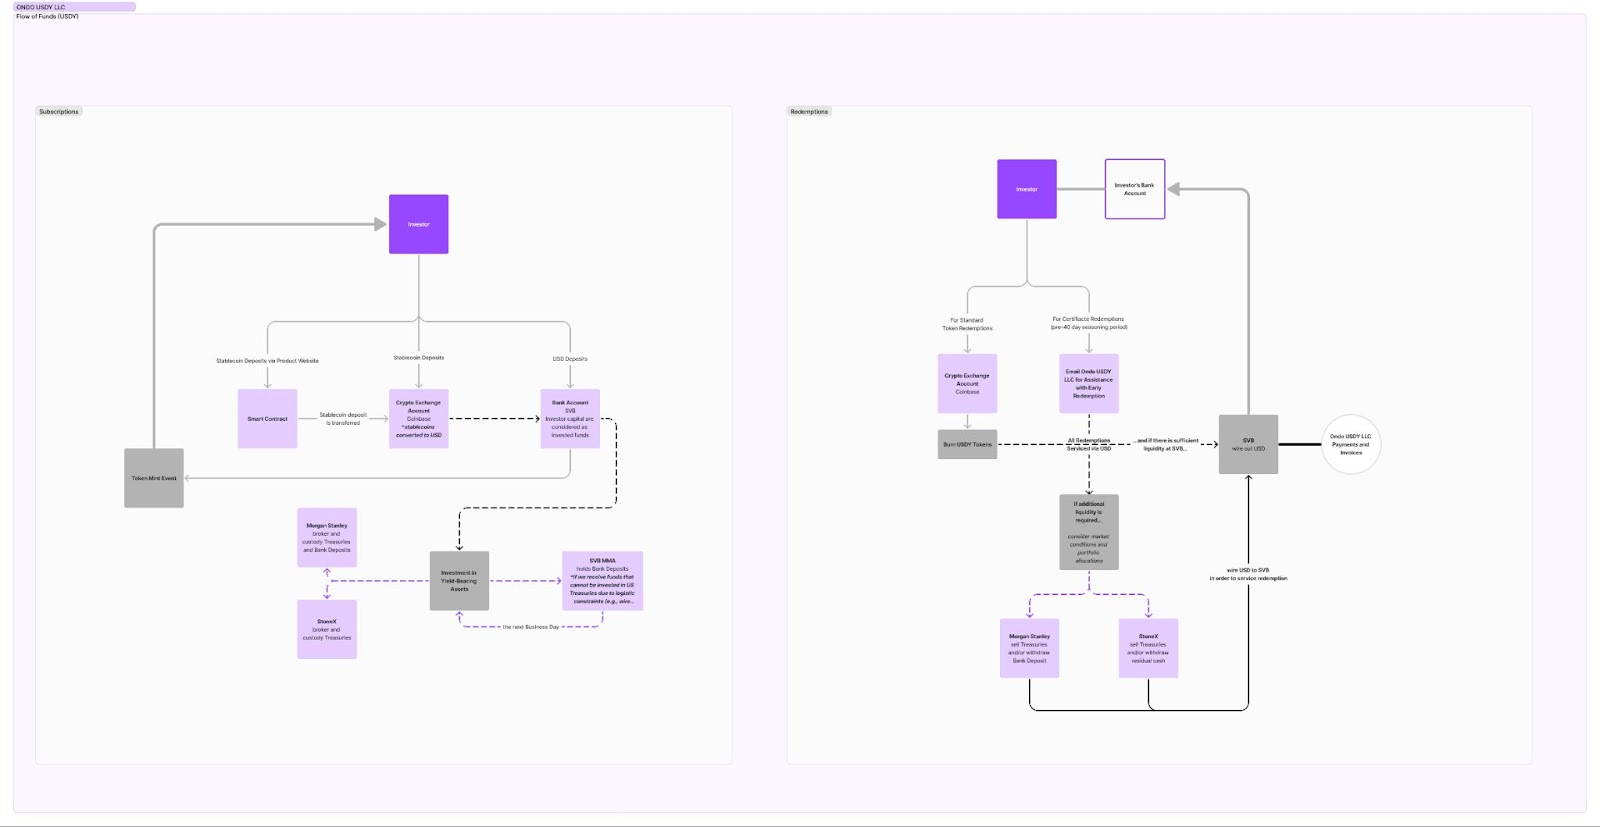 ONDO USDY LLC
Flow of Funds (USDY)
Subscriptions
Investor
Stablecoin Deposits via Product Website
Stablecoin Deposits
USD Deposits
Smart Contract
Stablecoin deposit
is transferred
Crypto Exchange
Account
Coinbase
*stablecoins
converted to USD
Bank Account
SVB
Investor capital are
considered as
invested funds
Token Mint Event
Morgan Stanley
broker and
custody Treasuries
and Bank Deposits
StoneX
broker and
custody Treasuries
Investment in
Yield-Bearing
Assets
SVB MMA
holds Bank Deposits
*If we receive funds that
cannot be invested in US
Treasuries due to logistic
constraints (e.g., wire...
the next Business Day
Redemptions
Investor
Investor's Bank
Account
For Standard
Token Redemptions
For Certifiacte Redemptions
(pre-40 day seasoning period)
Crypto Exchange
Account
Coinbase
Email Ondo USDY
LLC for Assistance
with Early
Redemption
Burn USDY Tokens
All Redemptions
Serviced via USD
...and if there is sufficient
liquidity at SVB...
SVB
wire out USD
Ondo USDY LLC
Payments and
Invoices
If additional
liquidity is
required...
consider market
conditions and
portfolio
allocations
wire USD to SVB
in order to service redemption
Morgan Stanley
sell Treasuries
and/or withdraw
Bank Deposit
StoneX
sell Treasuries
and/or withdraw
residual cash